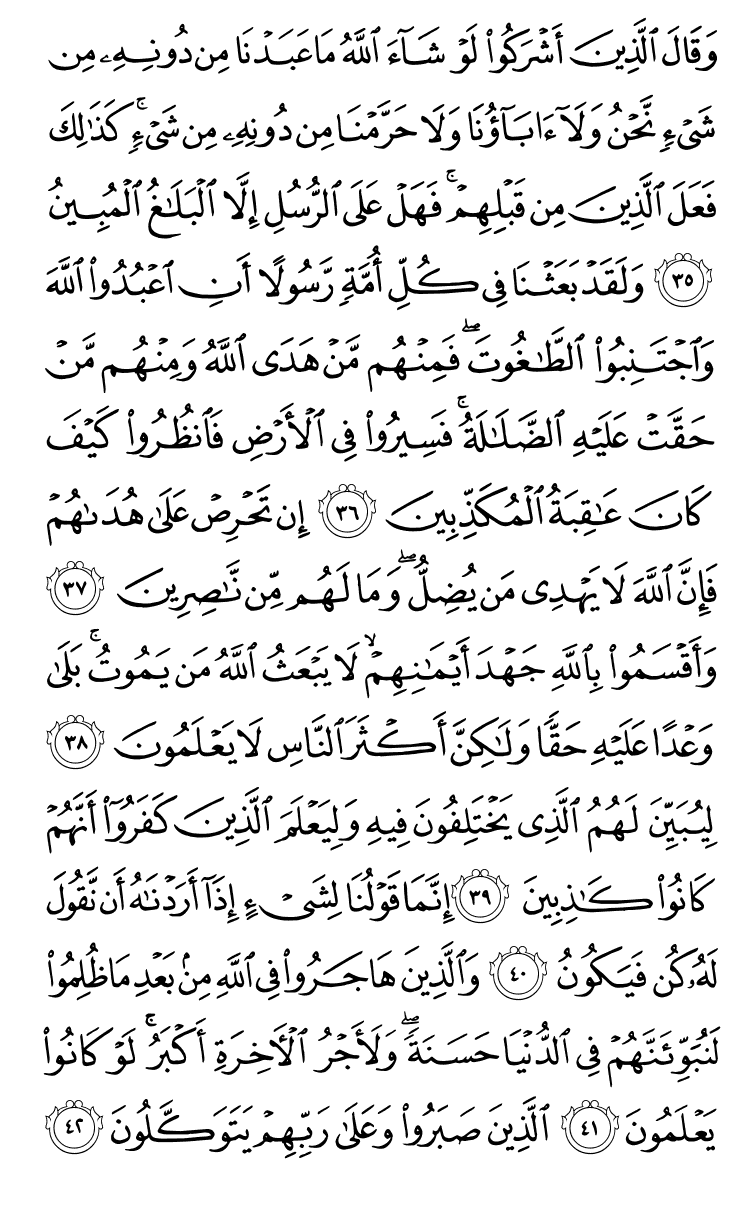 وَقَالَ ٱلَّذِينَ أَشۡرَكُواْ لَوۡ شَآءَ ٱللَّهُ مَا عَبَدۡنَا مِن دُونِهِۦ مِن
شَيۡءٖ نَّحۡنُ وَلَآ ءَابَآؤُنَا وَلَا حَرَّمۡنَا مِن دُونِهِۦ مِن شَيۡءٖۚ كَذَٰلِكَ
فَعَلَ ٱلَّذِينَ مِن قَبۡلِهِمۡۚ فَهَلۡ عَلَى ٱلرُّسُلِ إِلَّا ٱلۡبَلَٰغُ ٱلۡمُبِينُ
٣٥ وَلَقَدۡ بَعَثۡنَا فِي كُلِّ أُمَّةٖ رَّسُولًا أَنِ ٱعۡبُدُواْ ٱللَّهَ
وَٱجۡتَنِبُواْ ٱلطَّٰغُوتَۖ فَمِنۡهُم مَّنۡ هَدَى ٱللَّهُ وَمِنۡهُم مَّنۡ
حَقَّتۡ عَلَيۡهِ ٱلضَّلَٰلَةُۚ فَسِيرُواْ فِي ٱلۡأَرۡضِ فَٱنظُرُواْ كَيۡفَ
كَانَ عَٰقِبَةُ ٱلۡمُكَذِّبِينَ ٣٦ إِن تَحۡرِصۡ عَلَىٰ هُدَىٰهُمۡ
فَإِنَّ ٱللَّهَ لَا يَهۡدِي مَن يُضِلُّۖ وَمَا لَهُم مِّن نَّٰصِرِينَ ٣٧
وَأَقۡسَمُواْ بِٱللَّهِ جَهۡدَ أَيۡمَٰنِهِمۡۙ لَا يَبۡعَثُ ٱللَّهُ مَن يَمُوتُۚ بَلَىٰ
وَعۡدًا عَلَيۡهِ حَقّٗا وَلَٰكِنَّ أَكۡثَرَ ٱلنَّاسِ لَا يَعۡلَمُونَ ٣٨
لِيُبَيِّنَ لَهُمُ ٱلَّذِي يَخۡتَلِفُونَ فِيهِ وَلِيَعۡلَمَ ٱلَّذِينَ كَفَرُوٓاْ أَنَّهُمۡ
كَانُواْ كَٰذِبِينَ ٣٩ إِنَّمَا قَوۡلُنَا لِشَيۡءٍ إِذَآ أَرَدۡنَٰهُ أَن نَّقُولَ
لَهُۥ كُن فَيَكُونُ ٤٠ وَٱلَّذِينَ هَاجَرُواْ فِي ٱللَّهِ مِنۢ بَعۡدِ مَا ظُلِمُواْ
لَنُبَوِّئَنَّهُمۡ فِي ٱلدُّنۡيَا حَسَنَةٗۖ وَلَأَجۡرُ ٱلۡأٓخِرَةِ أَكۡبَرُۚ لَوۡ كَانُواْ
يَعۡلَمُونَ ٤١ ٱلَّذِينَ صَبَرُواْ وَعَلَىٰ رَبِّهِمۡ يَتَوَكَّلُونَ ٤٢